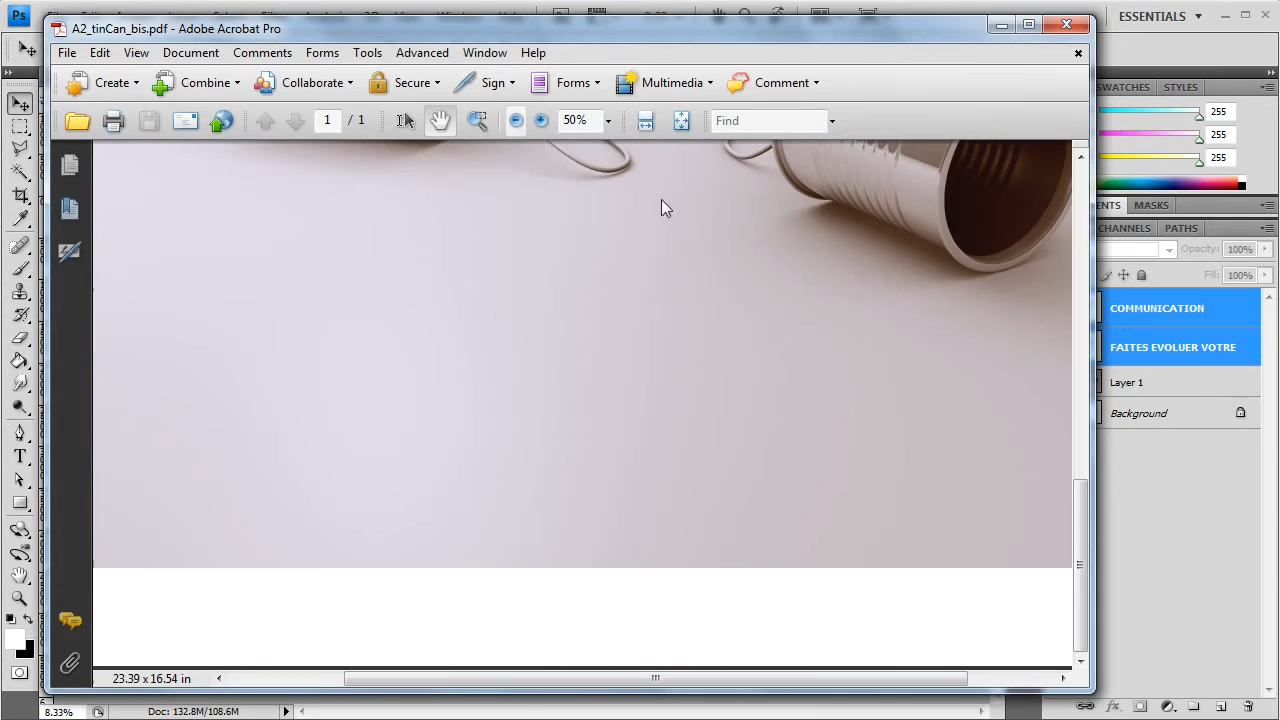 A2_tinCan_bis.pdf - Adobe Acrobat Pro
ESSENTIALS
File Edit View Document Comments Forms Tools Advanced Window Help
Create Combine Collaborate Secure Sign Forms Multimedia Comment
1 / 1 50% Find
SWATCHES STYLES
255
255
255
MASKS
CHANNELS PATHS
Opacity: 100%
Fill: 100%
COMMUNICATION
FAITES EVOLUER VOTRE
Layer 1
Background
23.39 x 16.54 in
8.33% Doc: 132.8M/108.6M